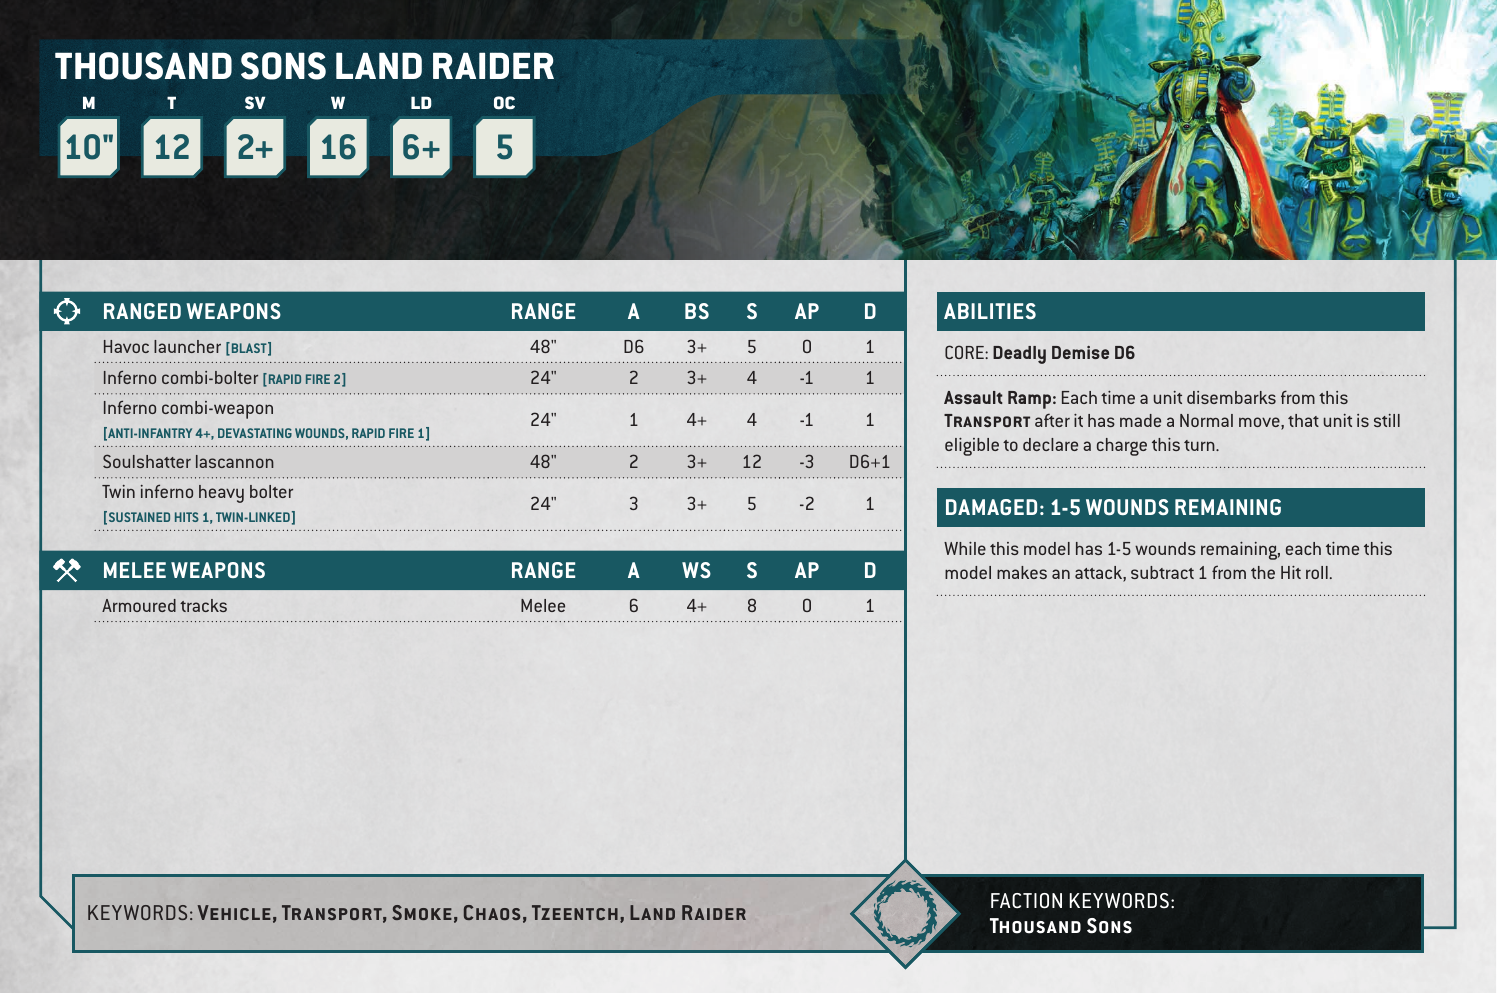 THOUSAND SONS LAND RAIDER
M T SV W LD OC
10" 12 2+ 16 6+ 5
RANGED WEAPONS RANGE A BS S AP D
Havoc launcher [BLAST] 48" D6 3+ 5 0 1
Inferno combi-bolter [RAPID FIRE 2] 24" 2 3+ 4 -1 1
Inferno combi-weapon
[ANTI-INFANTRY 4+, DEVASTATING WOUNDS, RAPID FIRE 1] 24" 1 4+ 4 -1 1
Soulshatter lascannon 48" 2 3+ 12 -3 D6+1
Twin inferno heavy bolter
[SUSTAINED HITS 1, TWIN-LINKED] 24" 3 3+ 5 -2 1
MELEE WEAPONS RANGE A WS S AP D
Armoured tracks Melee 6 4+ 8 0 1
ABILITIES
CORE: Deadly Demise D6
Assault Ramp: Each time a unit disembarks from this
TRANSPORT after it has made a Normal move, that unit is still
eligible to declare a charge this turn.
DAMAGED: 1-5 WOUNDS REMAINING
While this model has 1-5 wounds remaining, each time this
model makes an attack, subtract 1 from the Hit roll.
KEYWORDS: VEHICLE, TRANSPORT, SMOKE, CHAOS, TZEENTCH, LAND RAIDER
FACTION KEYWORDS:
THOUSAND SONS